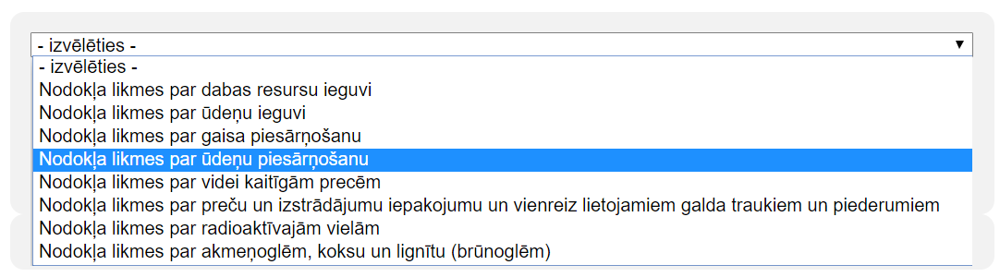 - izvēlēties -
- izvēlēties -
Nodokļa likmes par dabas resursu ieguvi
Nodokļa likmes par ūdeņu ieguvi
Nodokļa likmes par gaisa piesārņošanu
Nodokļa likmes par ūdeņu piesārņošanu
Nodokļa likmes par videi kaitīgām precēm
Nodokļa likmes par preču un izstrādājumu iepakojumu un vienreiz lietojamiem galda traukiem un piederumiem
Nodokļa likmes par radioaktīvajām vielām
Nodokļa likmes par akmeņoglēm, koksu un lignītu (brūnoglēm)